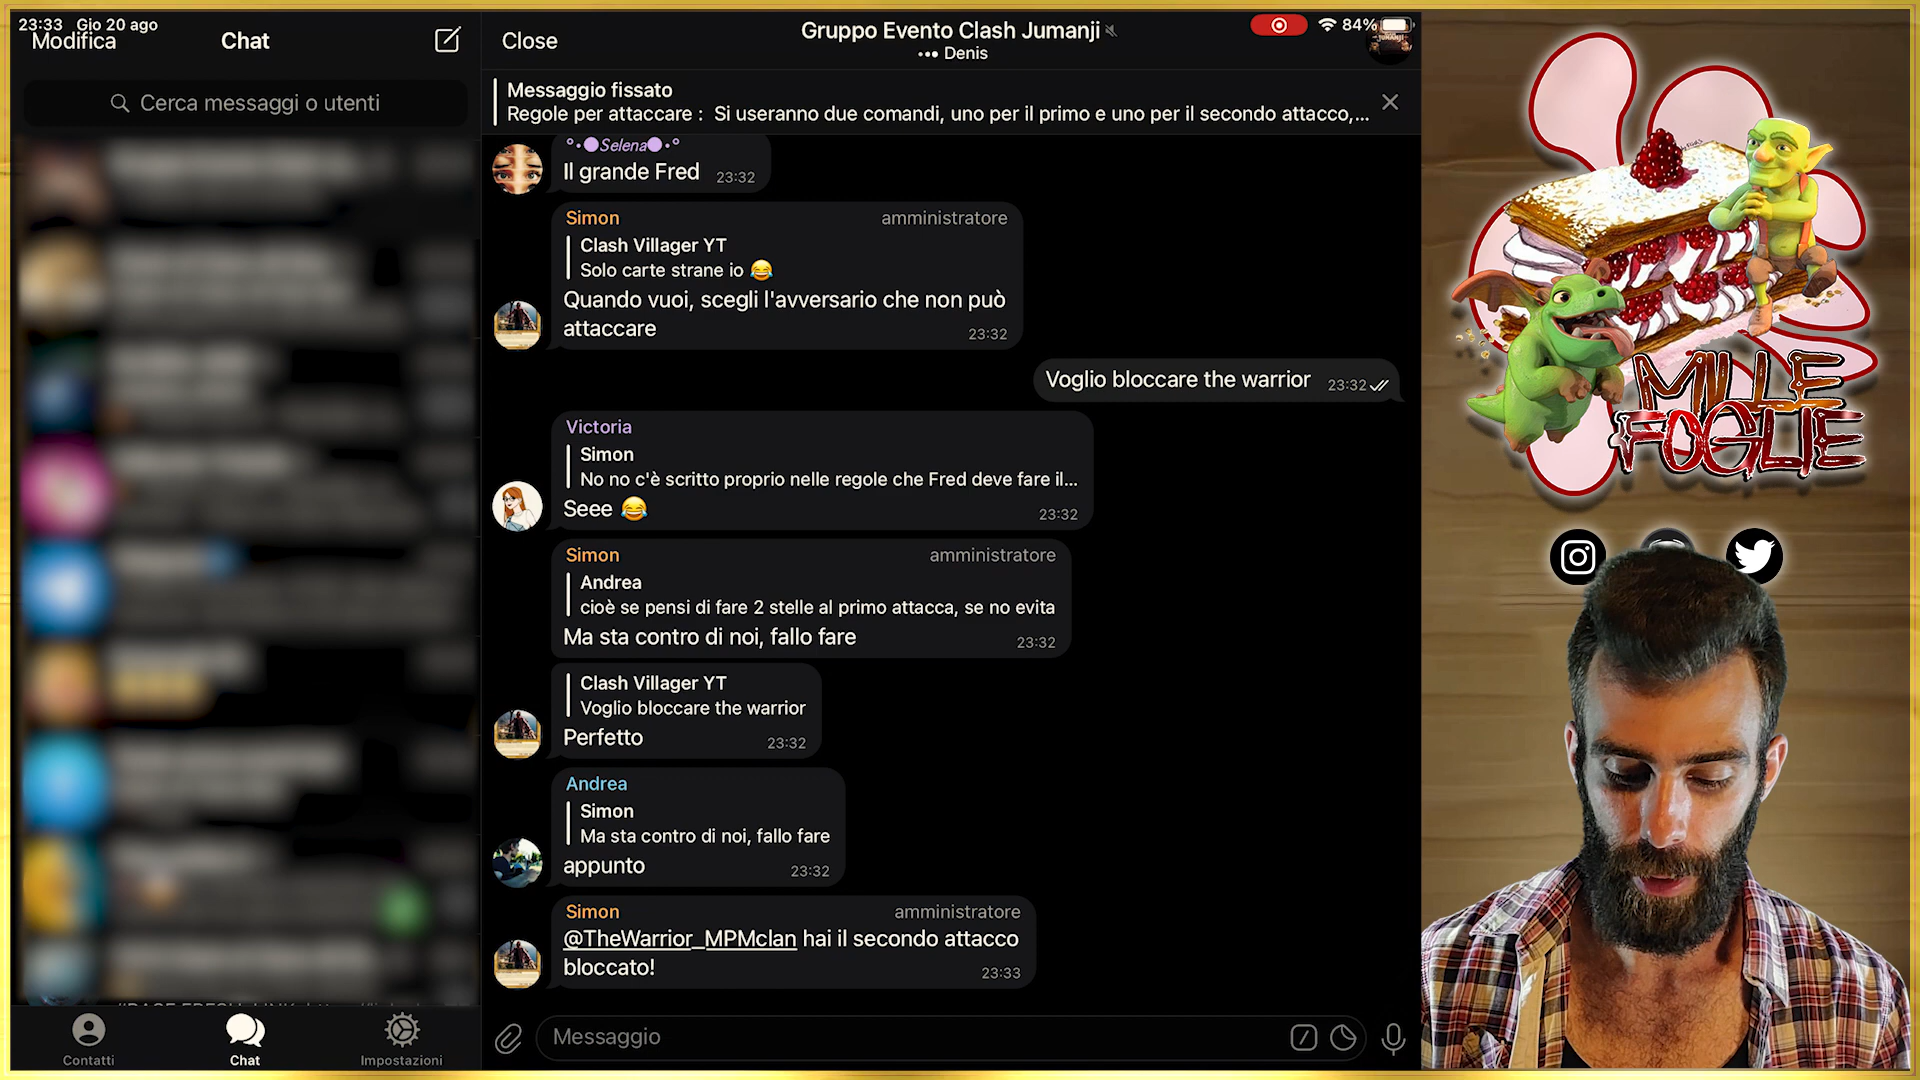 23:33 Gio 20 ago
84%
Modifica
Chat
Cerca messaggi o utenti
Contatti
Chat
Impostazioni
Close
Gruppo Evento Clash Jumanji
••• Denis
Messaggio fissato
Regole per attaccare : Si useranno due comandi, uno per il primo e uno per il secondo attacco,...
°•●Selena●•°
Il grande Fred 23:32
Simon amministratore
Clash Villager YT
Solo carte strane io 😂
Quando vuoi, scegli l'avversario che non può
attaccare 23:32
Voglio bloccare the warrior 23:32
Victoria
Simon
No no c'è scritto proprio nelle regole che Fred deve fare il...
Seee 😂 23:32
Simon amministratore
Andrea
cioè se pensi di fare 2 stelle al primo attacca, se no evita
Ma sta contro di noi, fallo fare 23:32
Clash Villager YT
Voglio bloccare the warrior
Perfetto 23:32
Andrea
Simon
Ma sta contro di noi, fallo fare
appunto 23:32
Simon amministratore
@TheWarrior_MPMclan hai il secondo attacco
bloccato! 23:33
Messaggio
MILLE
FOGLIE